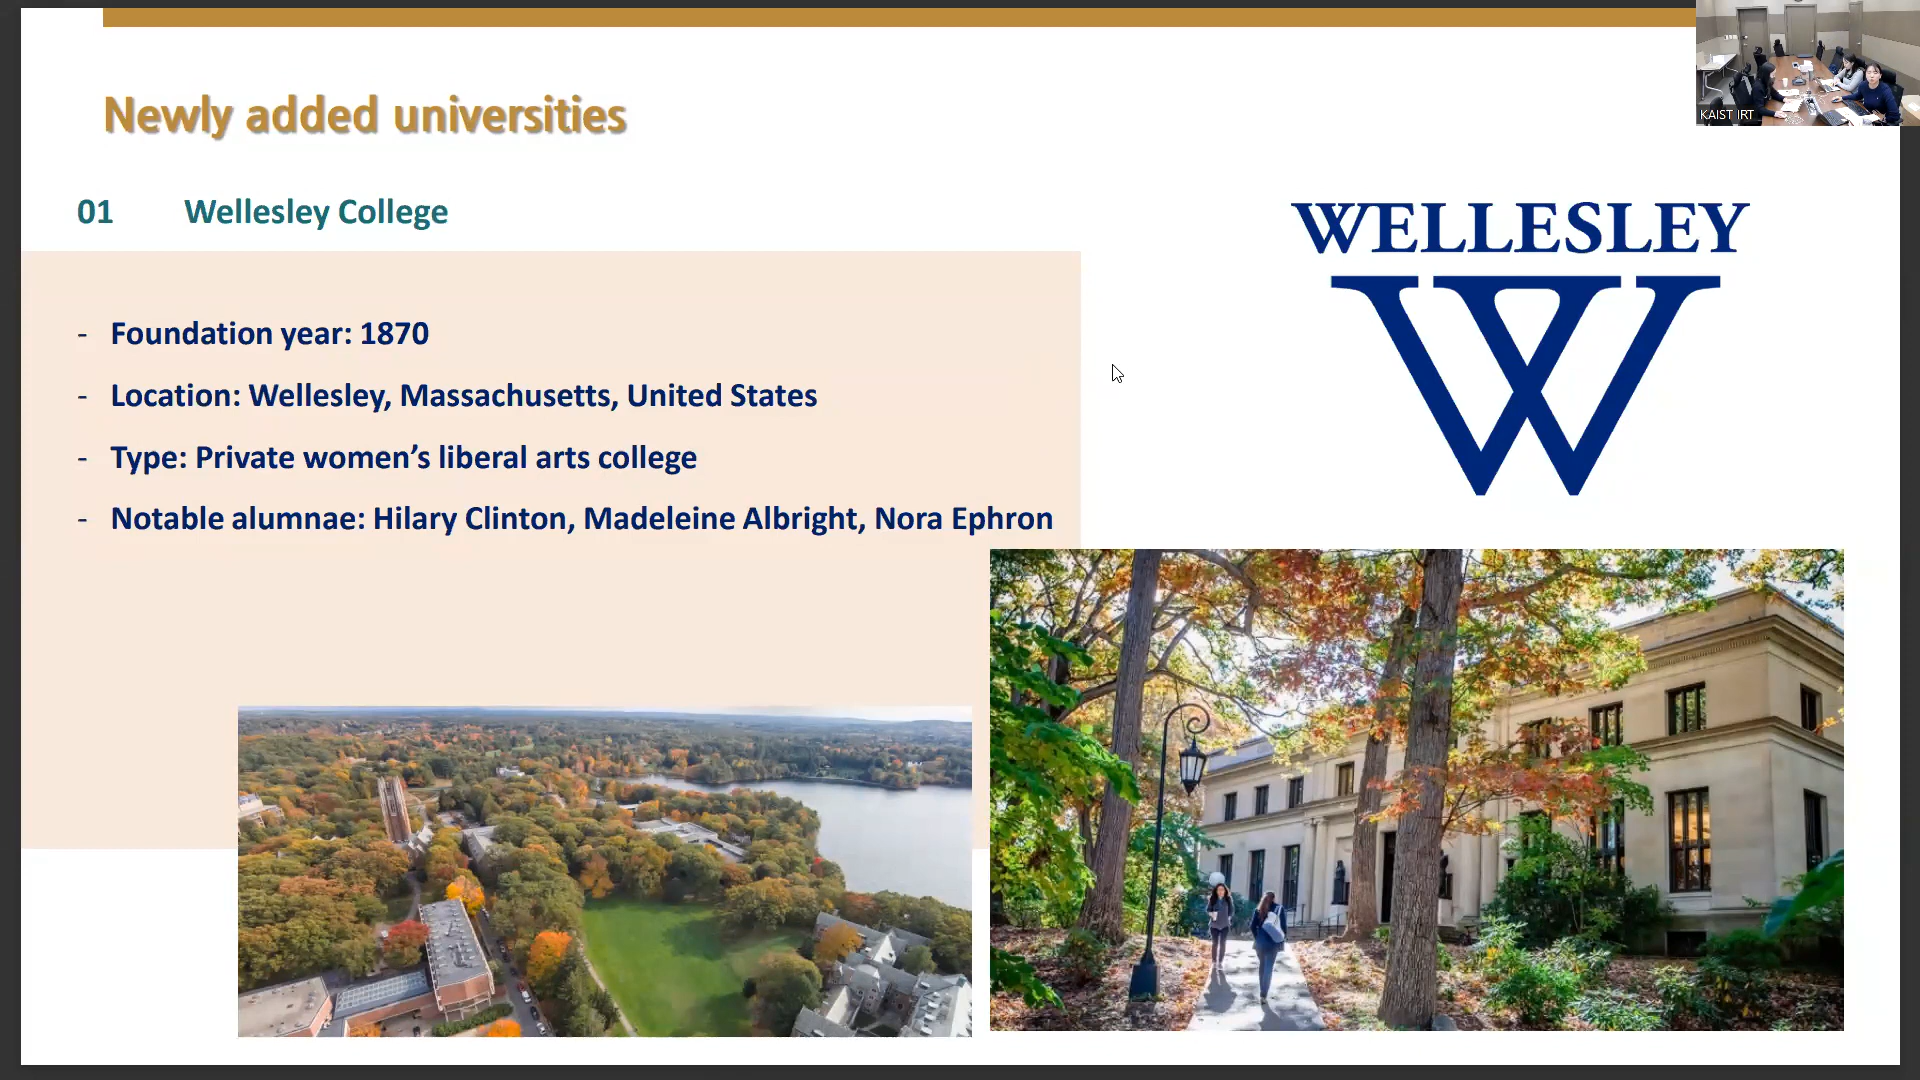 Newly added universities
01 Wellesley College
- Foundation year: 1870
- Location: Wellesley, Massachusetts, United States
- Type: Private women’s liberal arts college
- Notable alumnae: Hilary Clinton, Madeleine Albright, Nora Ephron
WELLESLEY
W
KAIST IRT